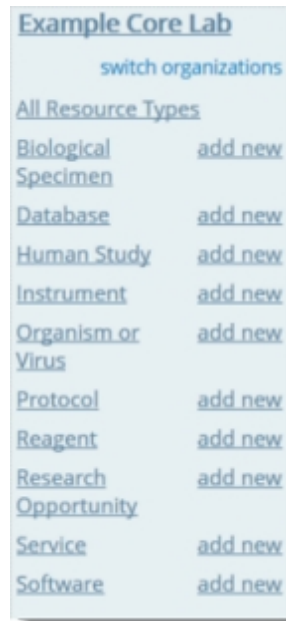 Example Core Lab
switch organizations
All Resource Types
Biological add new
Specimen
Database add new
Human Study add new
Instrument add new
Organism or add new
Virus
Protocol add new
Reagent add new
Research add new
Opportunity
Service add new
Software add new